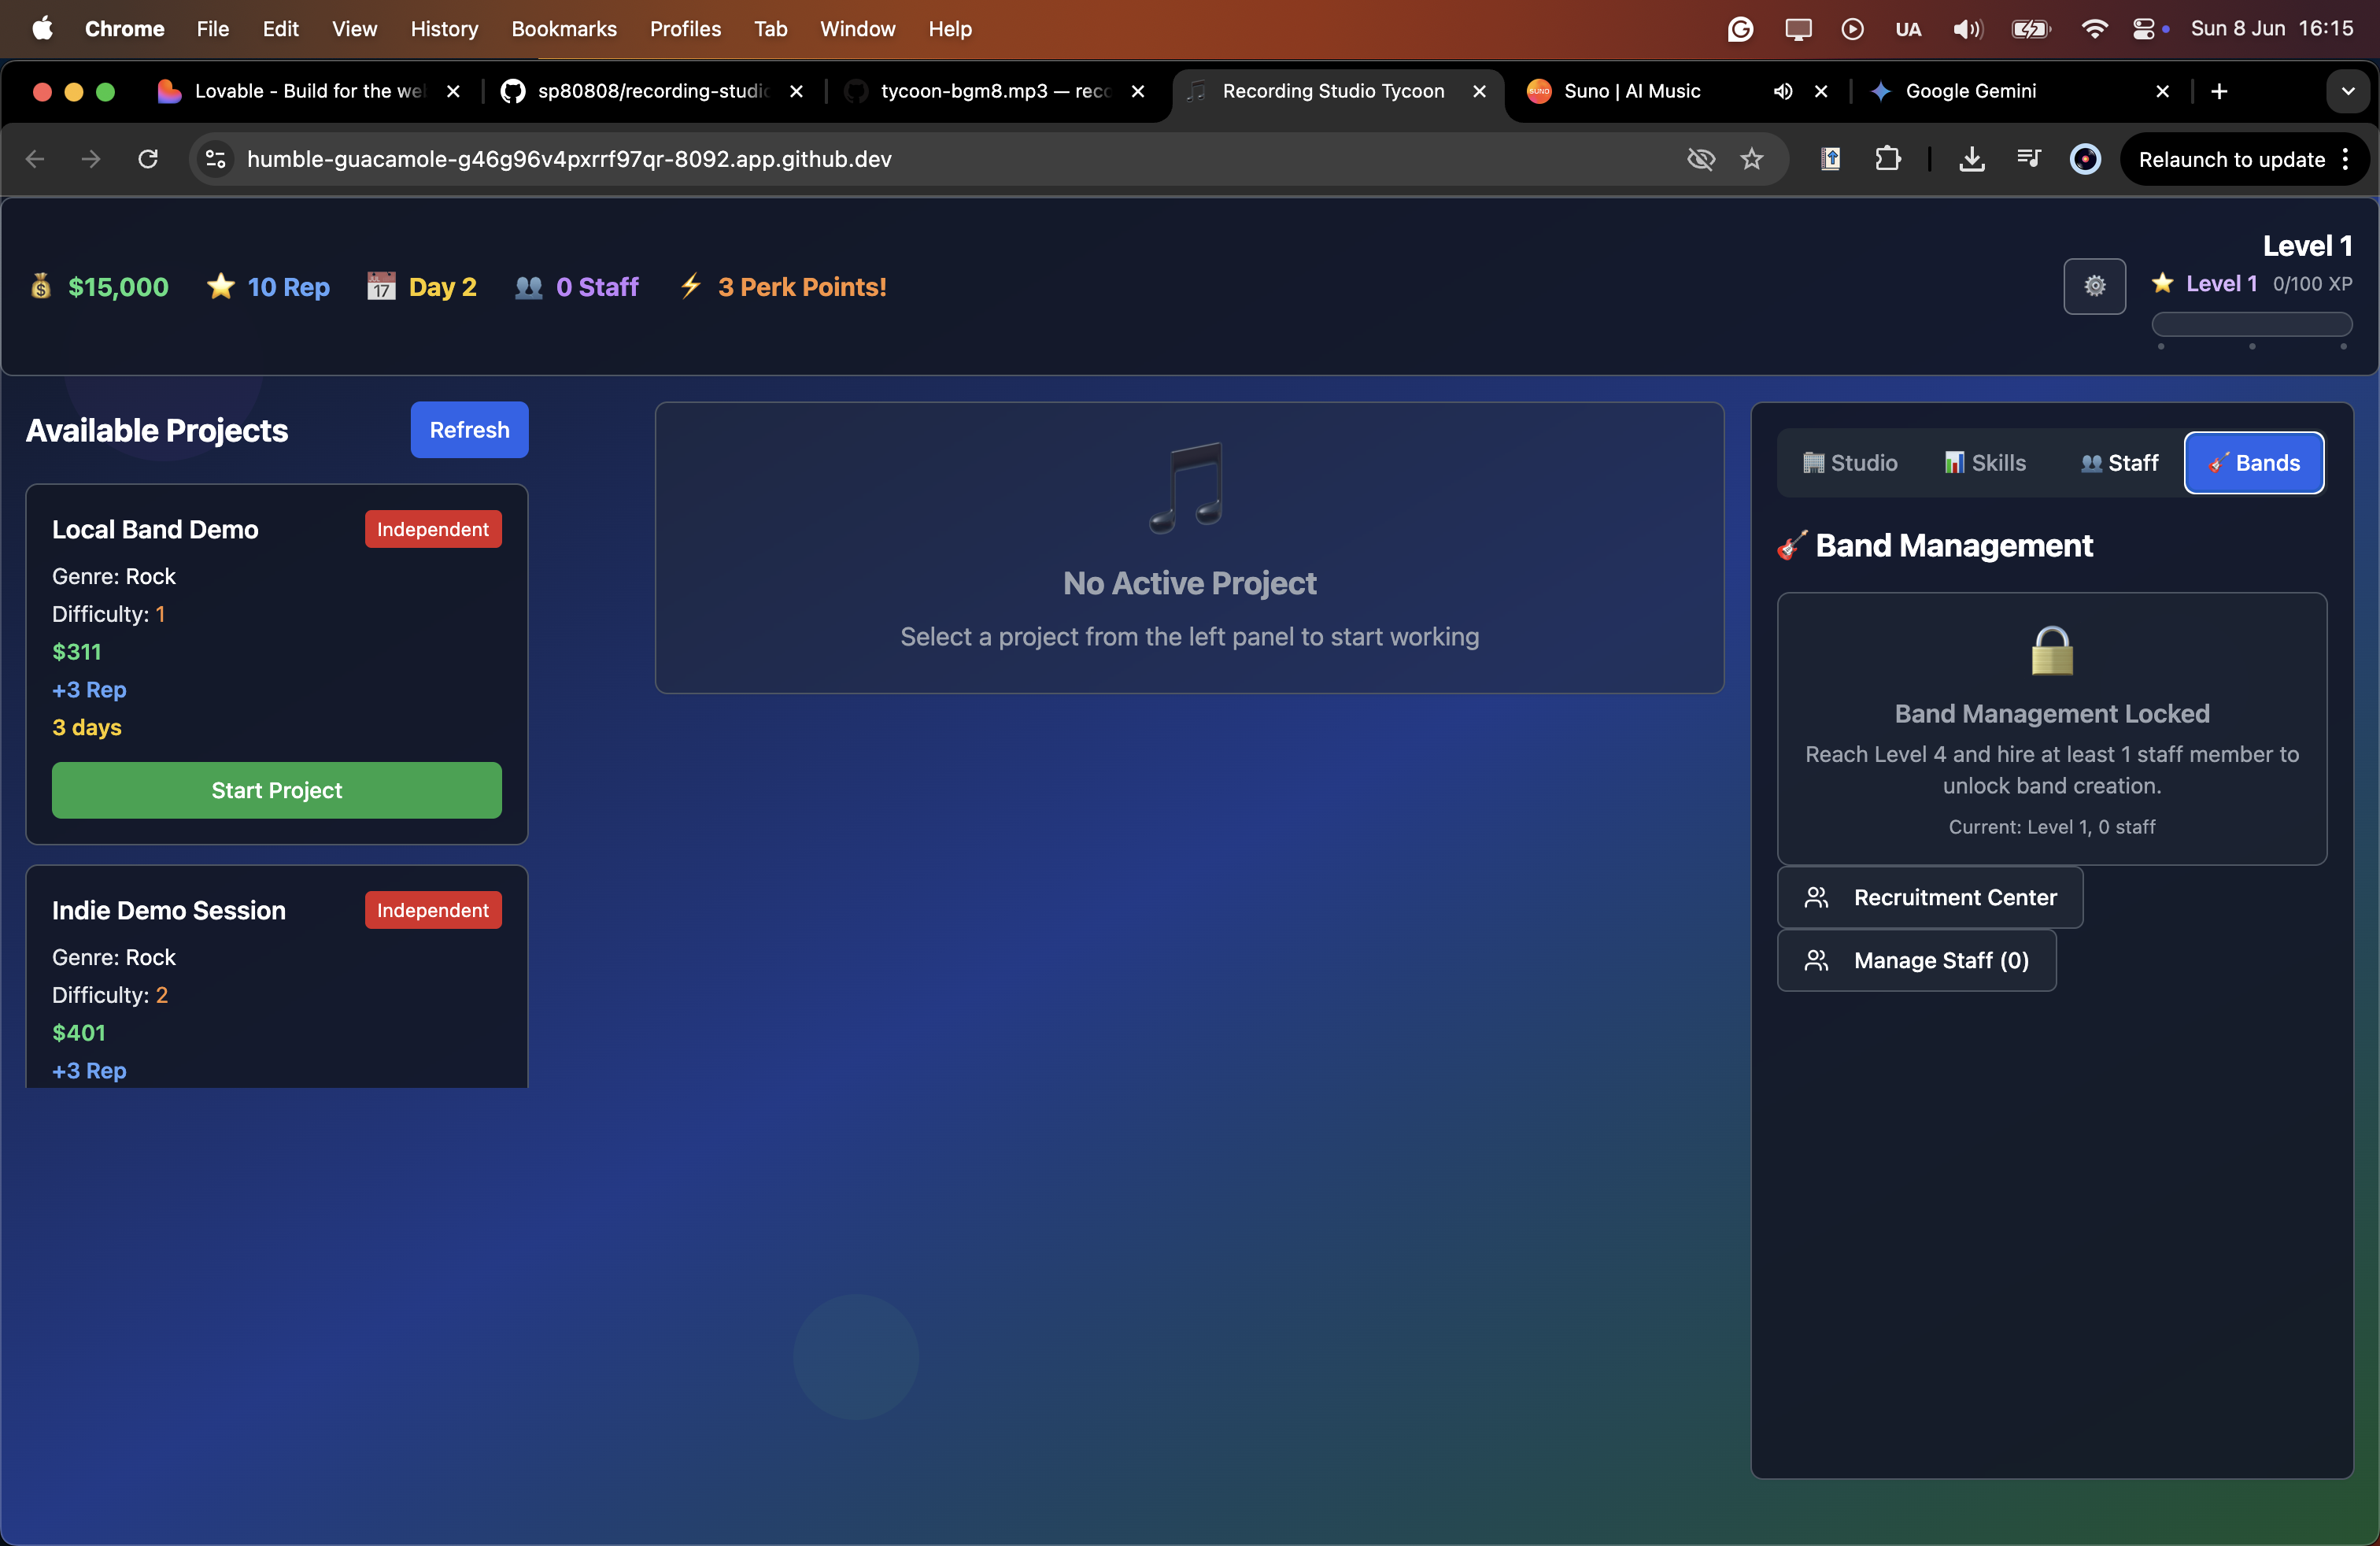 Chrome File Edit View History Bookmarks Profiles Tab Window Help UA Sun 8 Jun 16:15
Lovable - Build for the we
sp80808/recording-studio
tycoon-bgm8.mp3 — reco
Recording Studio Tycoon
Suno | AI Music
Google Gemini
humble-guacamole-g46g96v4pxrrf97qr-8092.app.github.dev
Relaunch to update
$15,000
10 Rep
17
Day 2
0 Staff
3 Perk Points!
Level 1
Level 1 0/100 XP
Available Projects
Refresh
Local Band Demo
Independent
Genre: Rock
Difficulty: 1
$311
+3 Rep
3 days
Start Project
Indie Demo Session
Independent
Genre: Rock
Difficulty: 2
$401
+3 Rep
No Active Project
Select a project from the left panel to start working
Studio
Skills
Staff
Bands
Band Management
Band Management Locked
Reach Level 4 and hire at least 1 staff member to
unlock band creation.
Current: Level 1, 0 staff
Recruitment Center
Manage Staff (0)